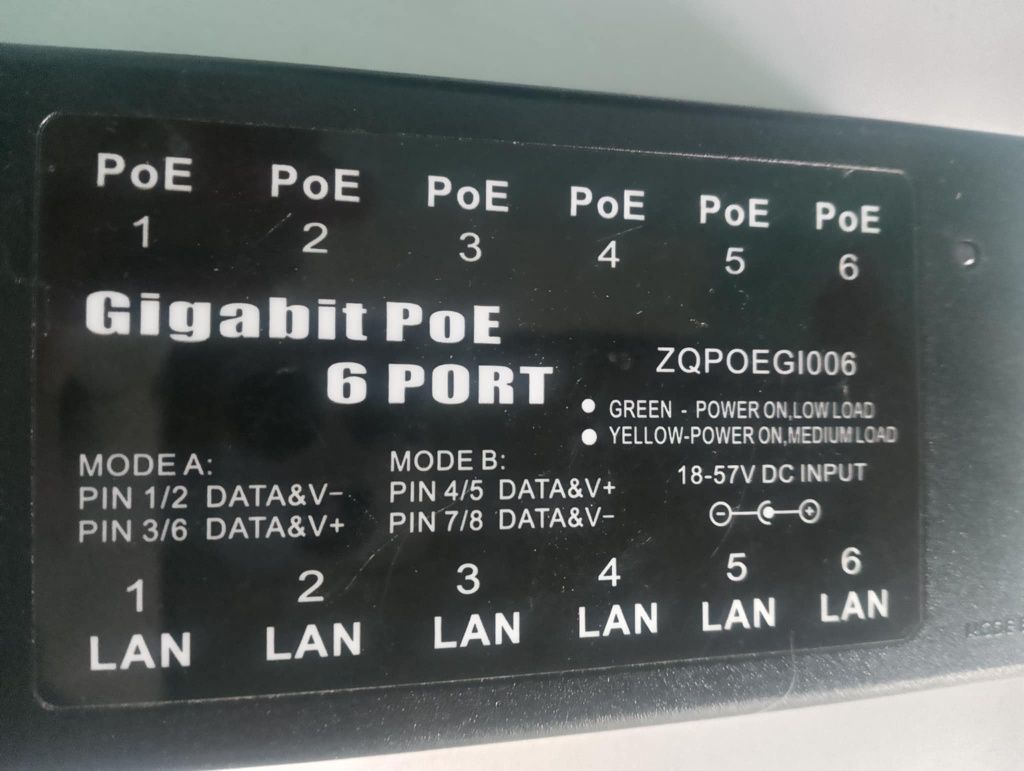 PoE PoE PoE PoE PoE PoE
1 2 3 4 5 6
Gigabit PoE
6 PORT
ZQPOEGI006
GREEN - POWER ON,LOW LOAD
YELLOW-POWER ON,MEDIUM LOAD
MODE A:
PIN 1/2 DATA&V-
PIN 3/6 DATA&V+
MODE B:
PIN 4/5 DATA&V+
PIN 7/8 DATA&V-
18-57V DC INPUT
1 2 3 4 5 6
LAN LAN LAN LAN LAN LAN